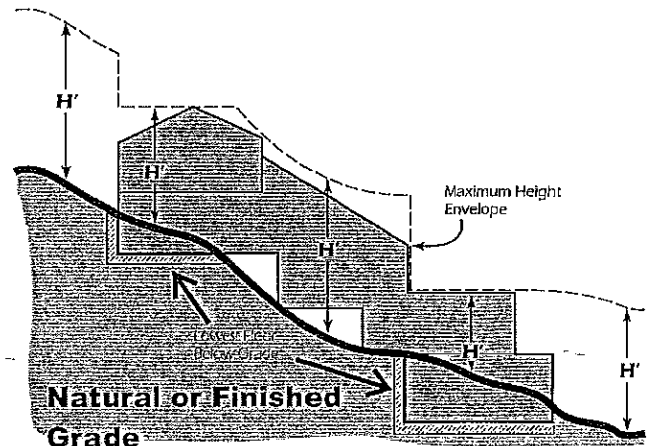 H'
H'
H'
Maximum Height
Envelope
Lowest Floor
Below Grade
H'
H'
Natural or Finished
Grade